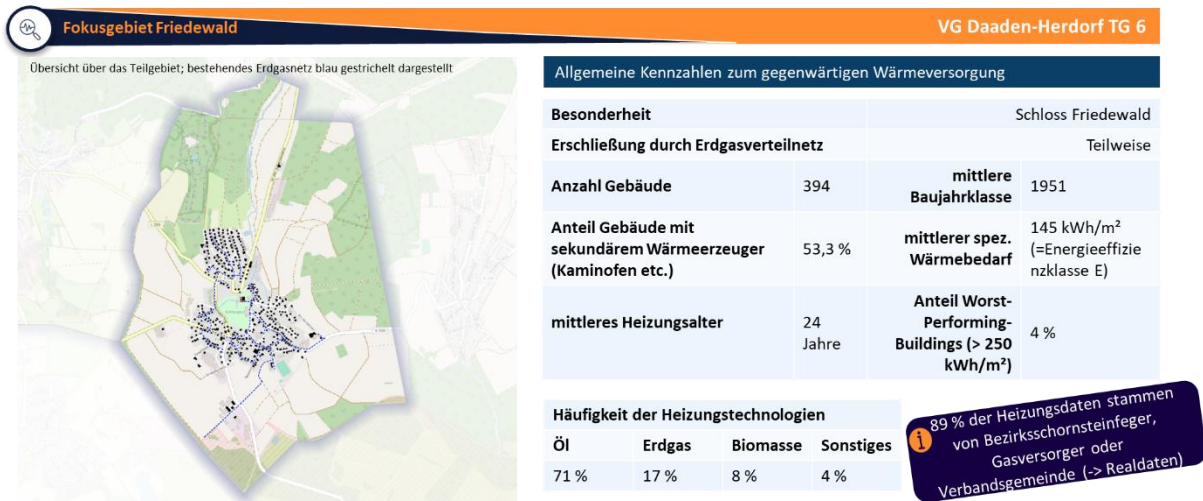 Fokusgebiet Friedewald
VG Daaden-Herdorf TG 6
Übersicht über das Teilgebiet; bestehendes Erdgasnetz blau gestrichelt dargestellt
Allgemeine Kennzahlen zum gegenwärtigen Wärmeversorgung
Besonderheit
Schloss Friedewald
Erschließung durch Erdgasverteilnetz
Teilweise
Anzahl Gebäude
394
mittlere
Baujahrklasse
1951
Anteil Gebäude mit
sekundärem Wärmeerzeuger
(Kaminofen etc.)
53,3 %
mittlerer spez.
Wärmebedarf
145 kWh/m²
(=Energieeffizie
nzklasse E)
mittleres Heizungsalter
24
Jahre
Anteil Worst-
Performing-
Buildings (> 250
kWh/m²)
4 %
Häufigkeit der Heizungstechnologien
Öl Erdgas Biomasse Sonstiges
71 % 17 % 8 % 4 %
89 % der Heizungsdaten stammen
von Bezirksschornsteinfeger,
Gasversorger oder
Verbandsgemeinde (-> Realdaten)